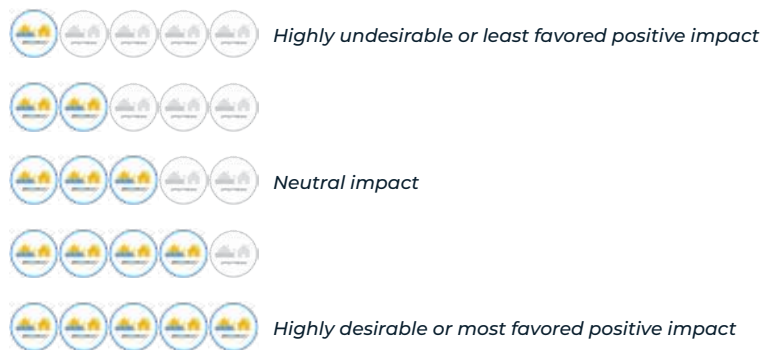 Highly undesirable or least favored positive impact
Neutral impact
Highly desirable or most favored positive impact